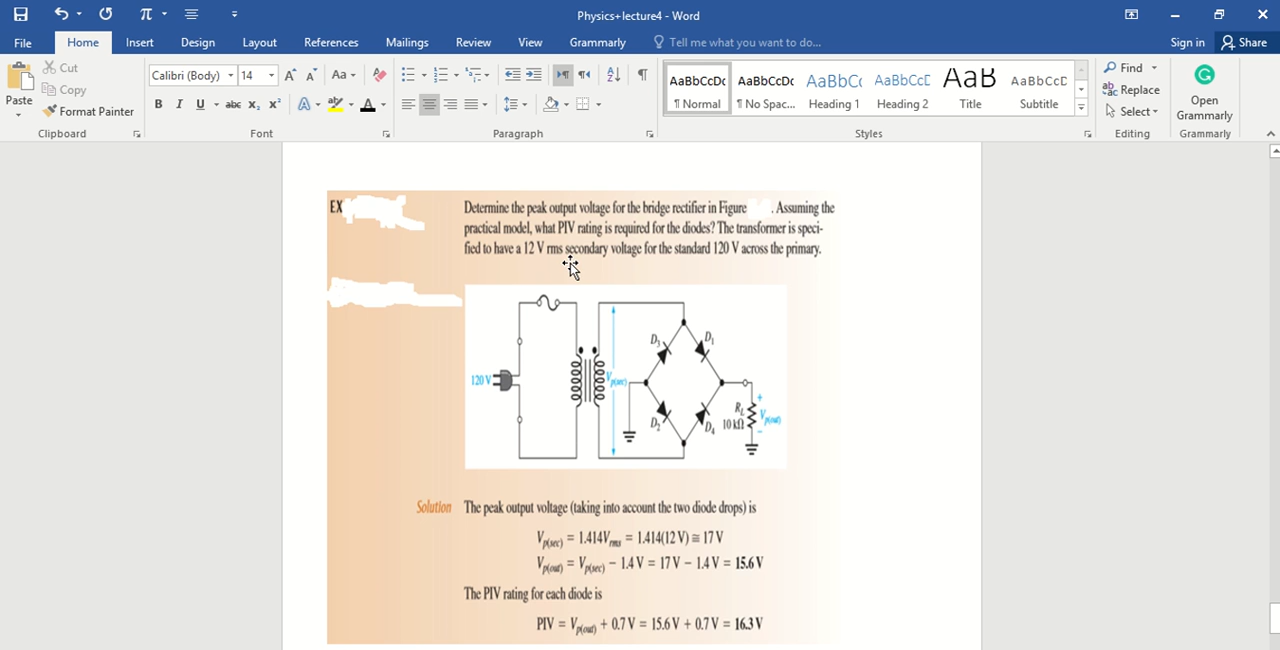 Physics+lecture4 - Word
File Home Insert Design Layout References Mailings Review View Grammarly Tell me what you want to do... Sign in Share
Paste
Cut
Copy
Format Painter
Clipboard
Calibri (Body) 14
Aa
B I U abc x₂ x²
Font
Paragraph
AaBbCcDc AaBbCcDc AaBbCc AaBbCcE AaB AaBbCcD
¶ Normal ¶ No Spac... Heading 1 Heading 2 Title Subtitle
Styles
Find
Replace
Select
Editing
Open
Grammarly
Grammarly
EX
Determine the peak output voltage for the bridge rectifier in Figure . Assuming the
practical model, what PIV rating is required for the diodes? The transformer is speci-
fied to have a 12 V rms secondary voltage for the standard 120 V across the primary.
120 V
Vp(sec)
D3
D1
D2
D4
RL
10 kΩ
+
Vp(out)
−
Solution The peak output voltage (taking into account the two diode drops) is
Vp(sec) = 1.414Vrms = 1.414(12 V) ≅ 17 V
Vp(out) = Vp(sec) − 1.4 V = 17 V − 1.4 V = 15.6 V
The PIV rating for each diode is
PIV = Vp(out) + 0.7 V = 15.6 V + 0.7 V = 16.3 V